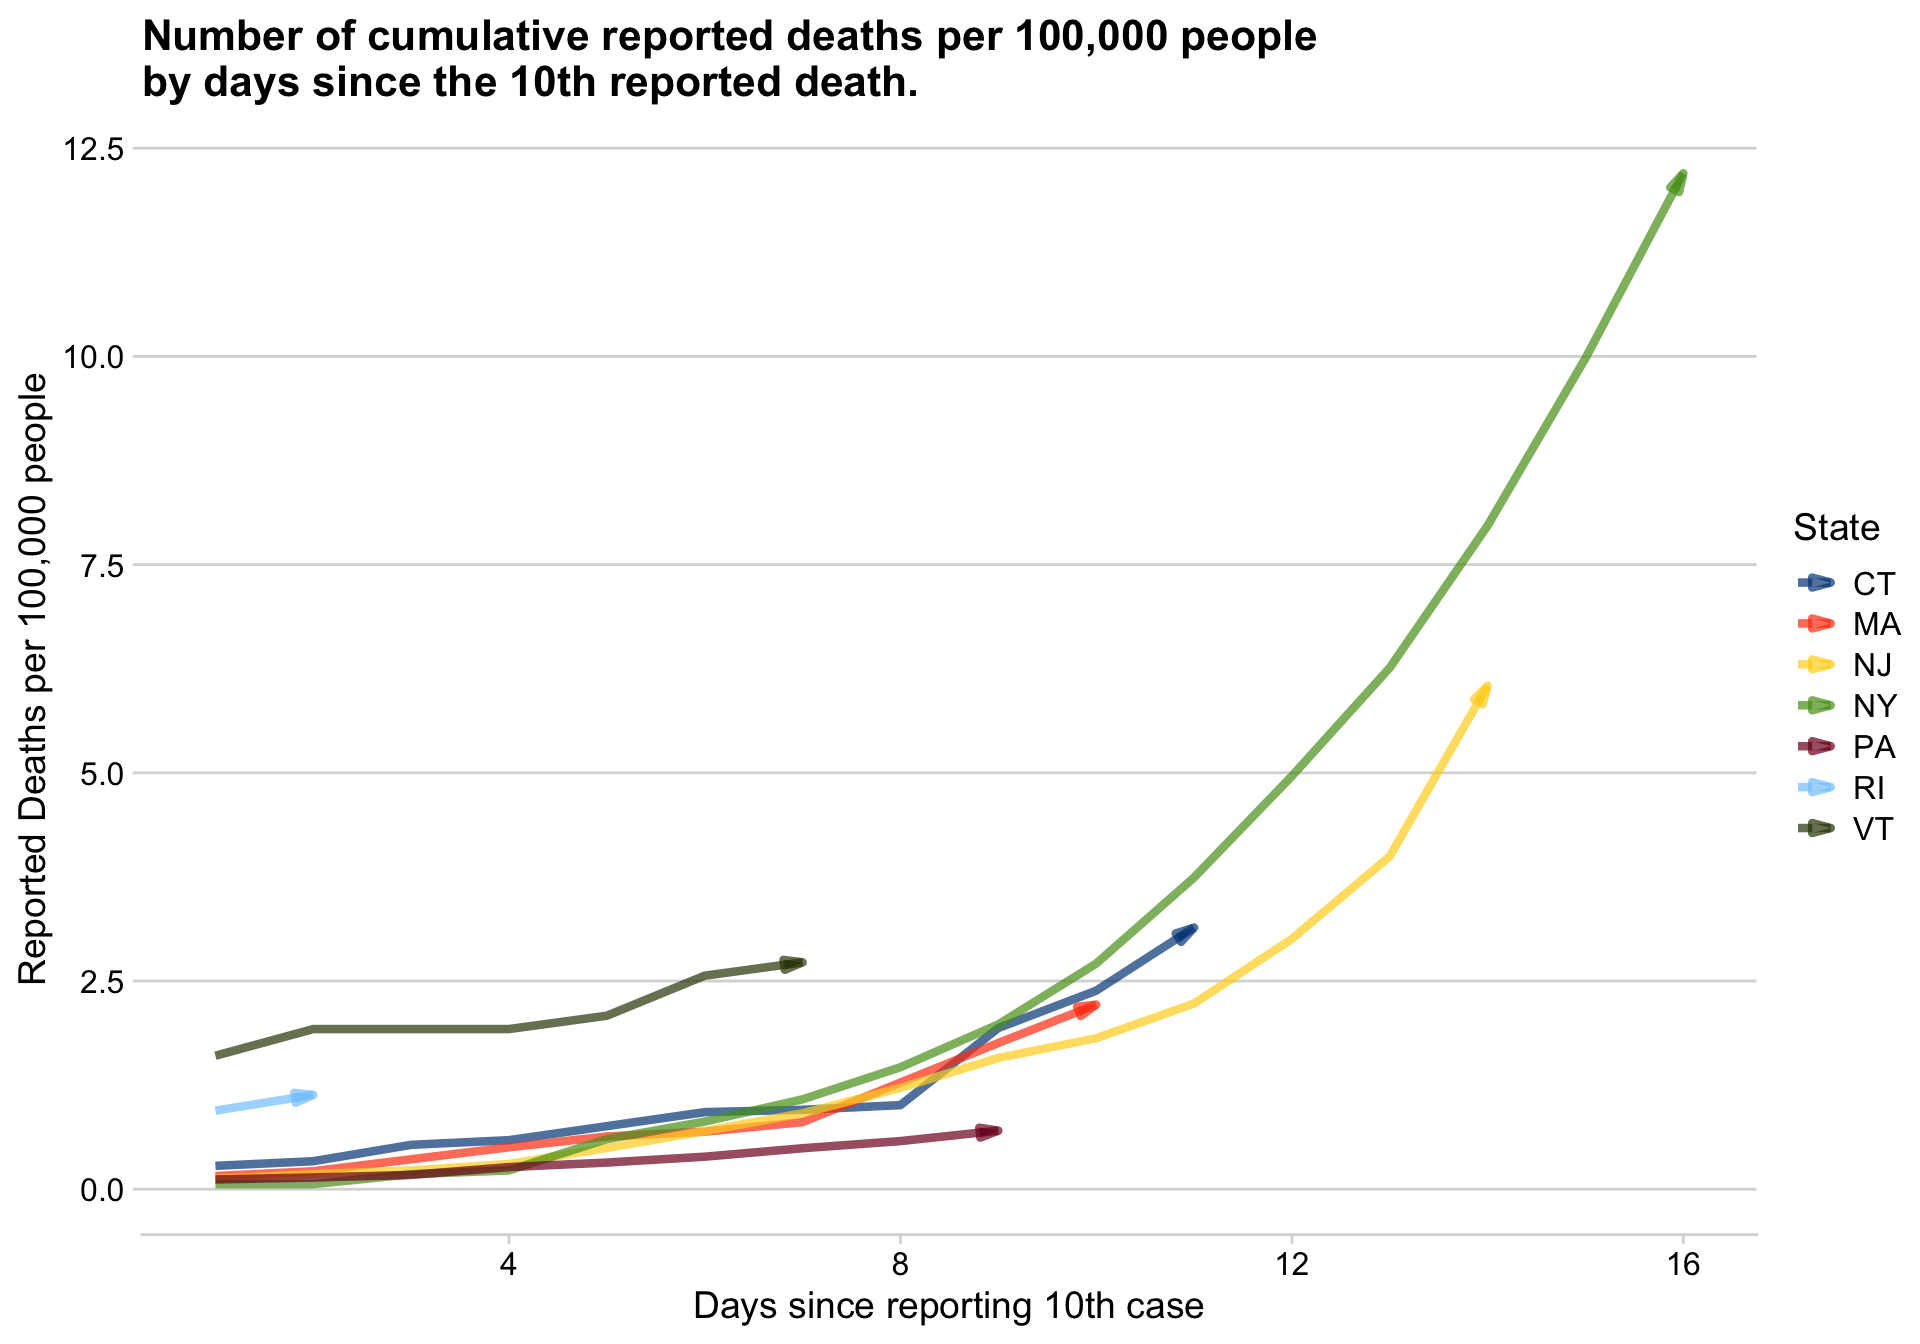 Number of cumulative reported deaths per 100,000 people
by days since the 10th reported death.
Reported Deaths per 100,000 people
12.5
10.0
7.5
5.0
2.5
0.0
4
8
12
16
Days since reporting 10th case
State
CT
MA
NJ
NY
PA
RI
VT